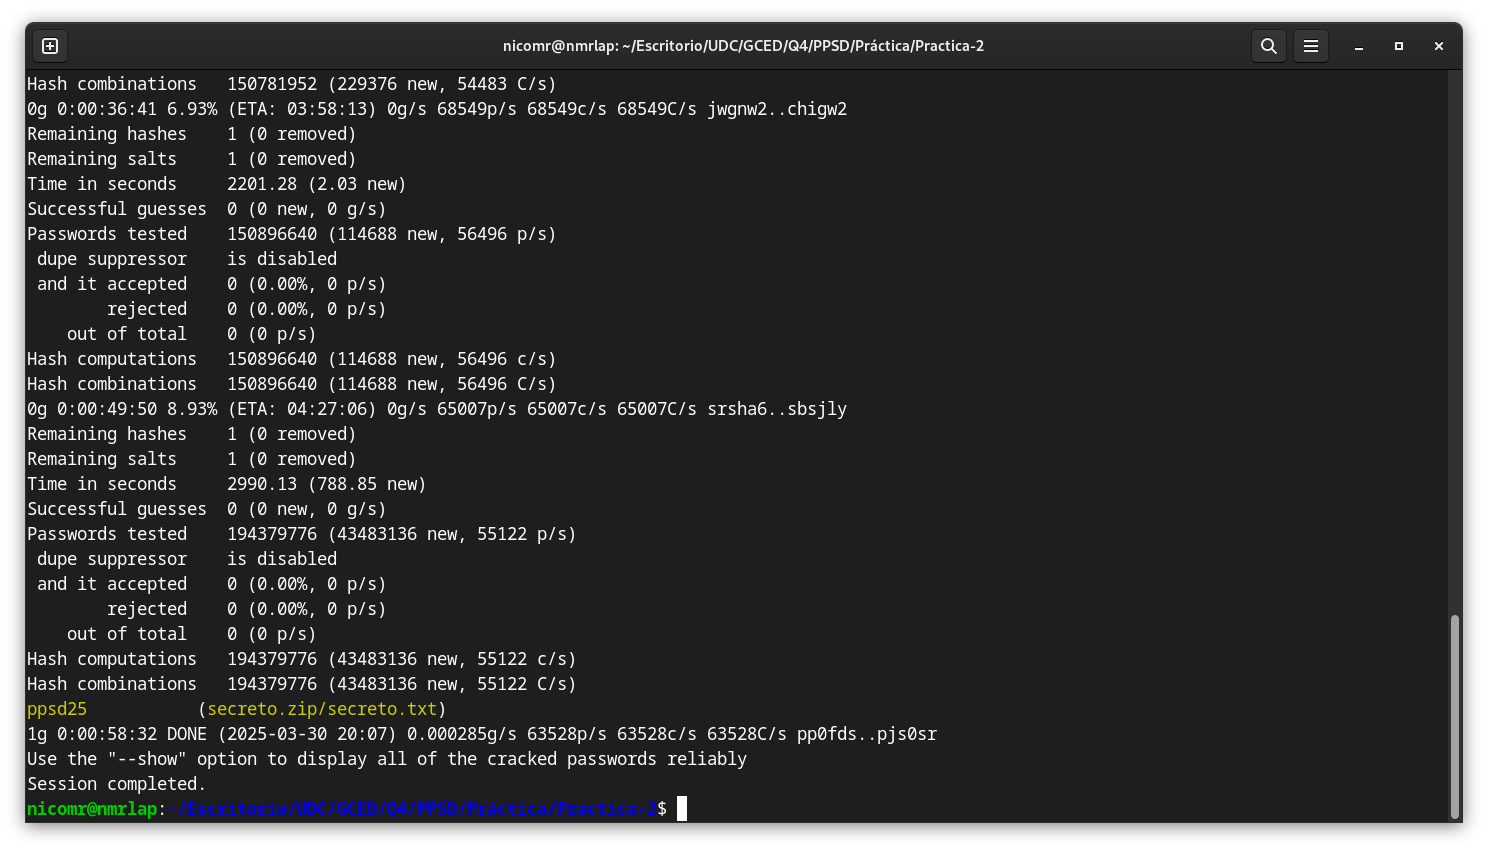 nicomr@nmrlap: ~/Escritorio/UDC/GCED/Q4/PPSD/Práctica/Practica-2
Hash combinations   150781952 (229376 new, 54483 C/s)
0g 0:00:36:41 6.93% (ETA: 03:58:13) 0g/s 68549p/s 68549c/s 68549C/s jwgnw2..chigw2
Remaining hashes    1 (0 removed)
Remaining salts     1 (0 removed)
Time in seconds     2201.28 (2.03 new)
Successful guesses  0 (0 new, 0 g/s)
Passwords tested    150896640 (114688 new, 56496 p/s)
 dupe suppressor    is disabled
 and it accepted    0 (0.00%, 0 p/s)
        rejected    0 (0.00%, 0 p/s)
    out of total    0 (0 p/s)
Hash computations   150896640 (114688 new, 56496 c/s)
Hash combinations   150896640 (114688 new, 56496 C/s)
0g 0:00:49:50 8.93% (ETA: 04:27:06) 0g/s 65007p/s 65007c/s 65007C/s srsha6..sbsjly
Remaining hashes    1 (0 removed)
Remaining salts     1 (0 removed)
Time in seconds     2990.13 (788.85 new)
Successful guesses  0 (0 new, 0 g/s)
Passwords tested    194379776 (43483136 new, 55122 p/s)
 dupe suppressor    is disabled
 and it accepted    0 (0.00%, 0 p/s)
        rejected    0 (0.00%, 0 p/s)
    out of total    0 (0 p/s)
Hash computations   194379776 (43483136 new, 55122 c/s)
Hash combinations   194379776 (43483136 new, 55122 C/s)
ppsd25           (secreto.zip/secreto.txt)
1g 0:00:58:32 DONE (2025-03-30 20:07) 0.000285g/s 63528p/s 63528c/s 63528C/s pp0fds..pjs0sr
Use the "--show" option to display all of the cracked passwords reliably
Session completed.
nicomr@nmrlap:~/Escritorio/UDC/GCED/Q4/PPSD/Práctica/Practica-2$